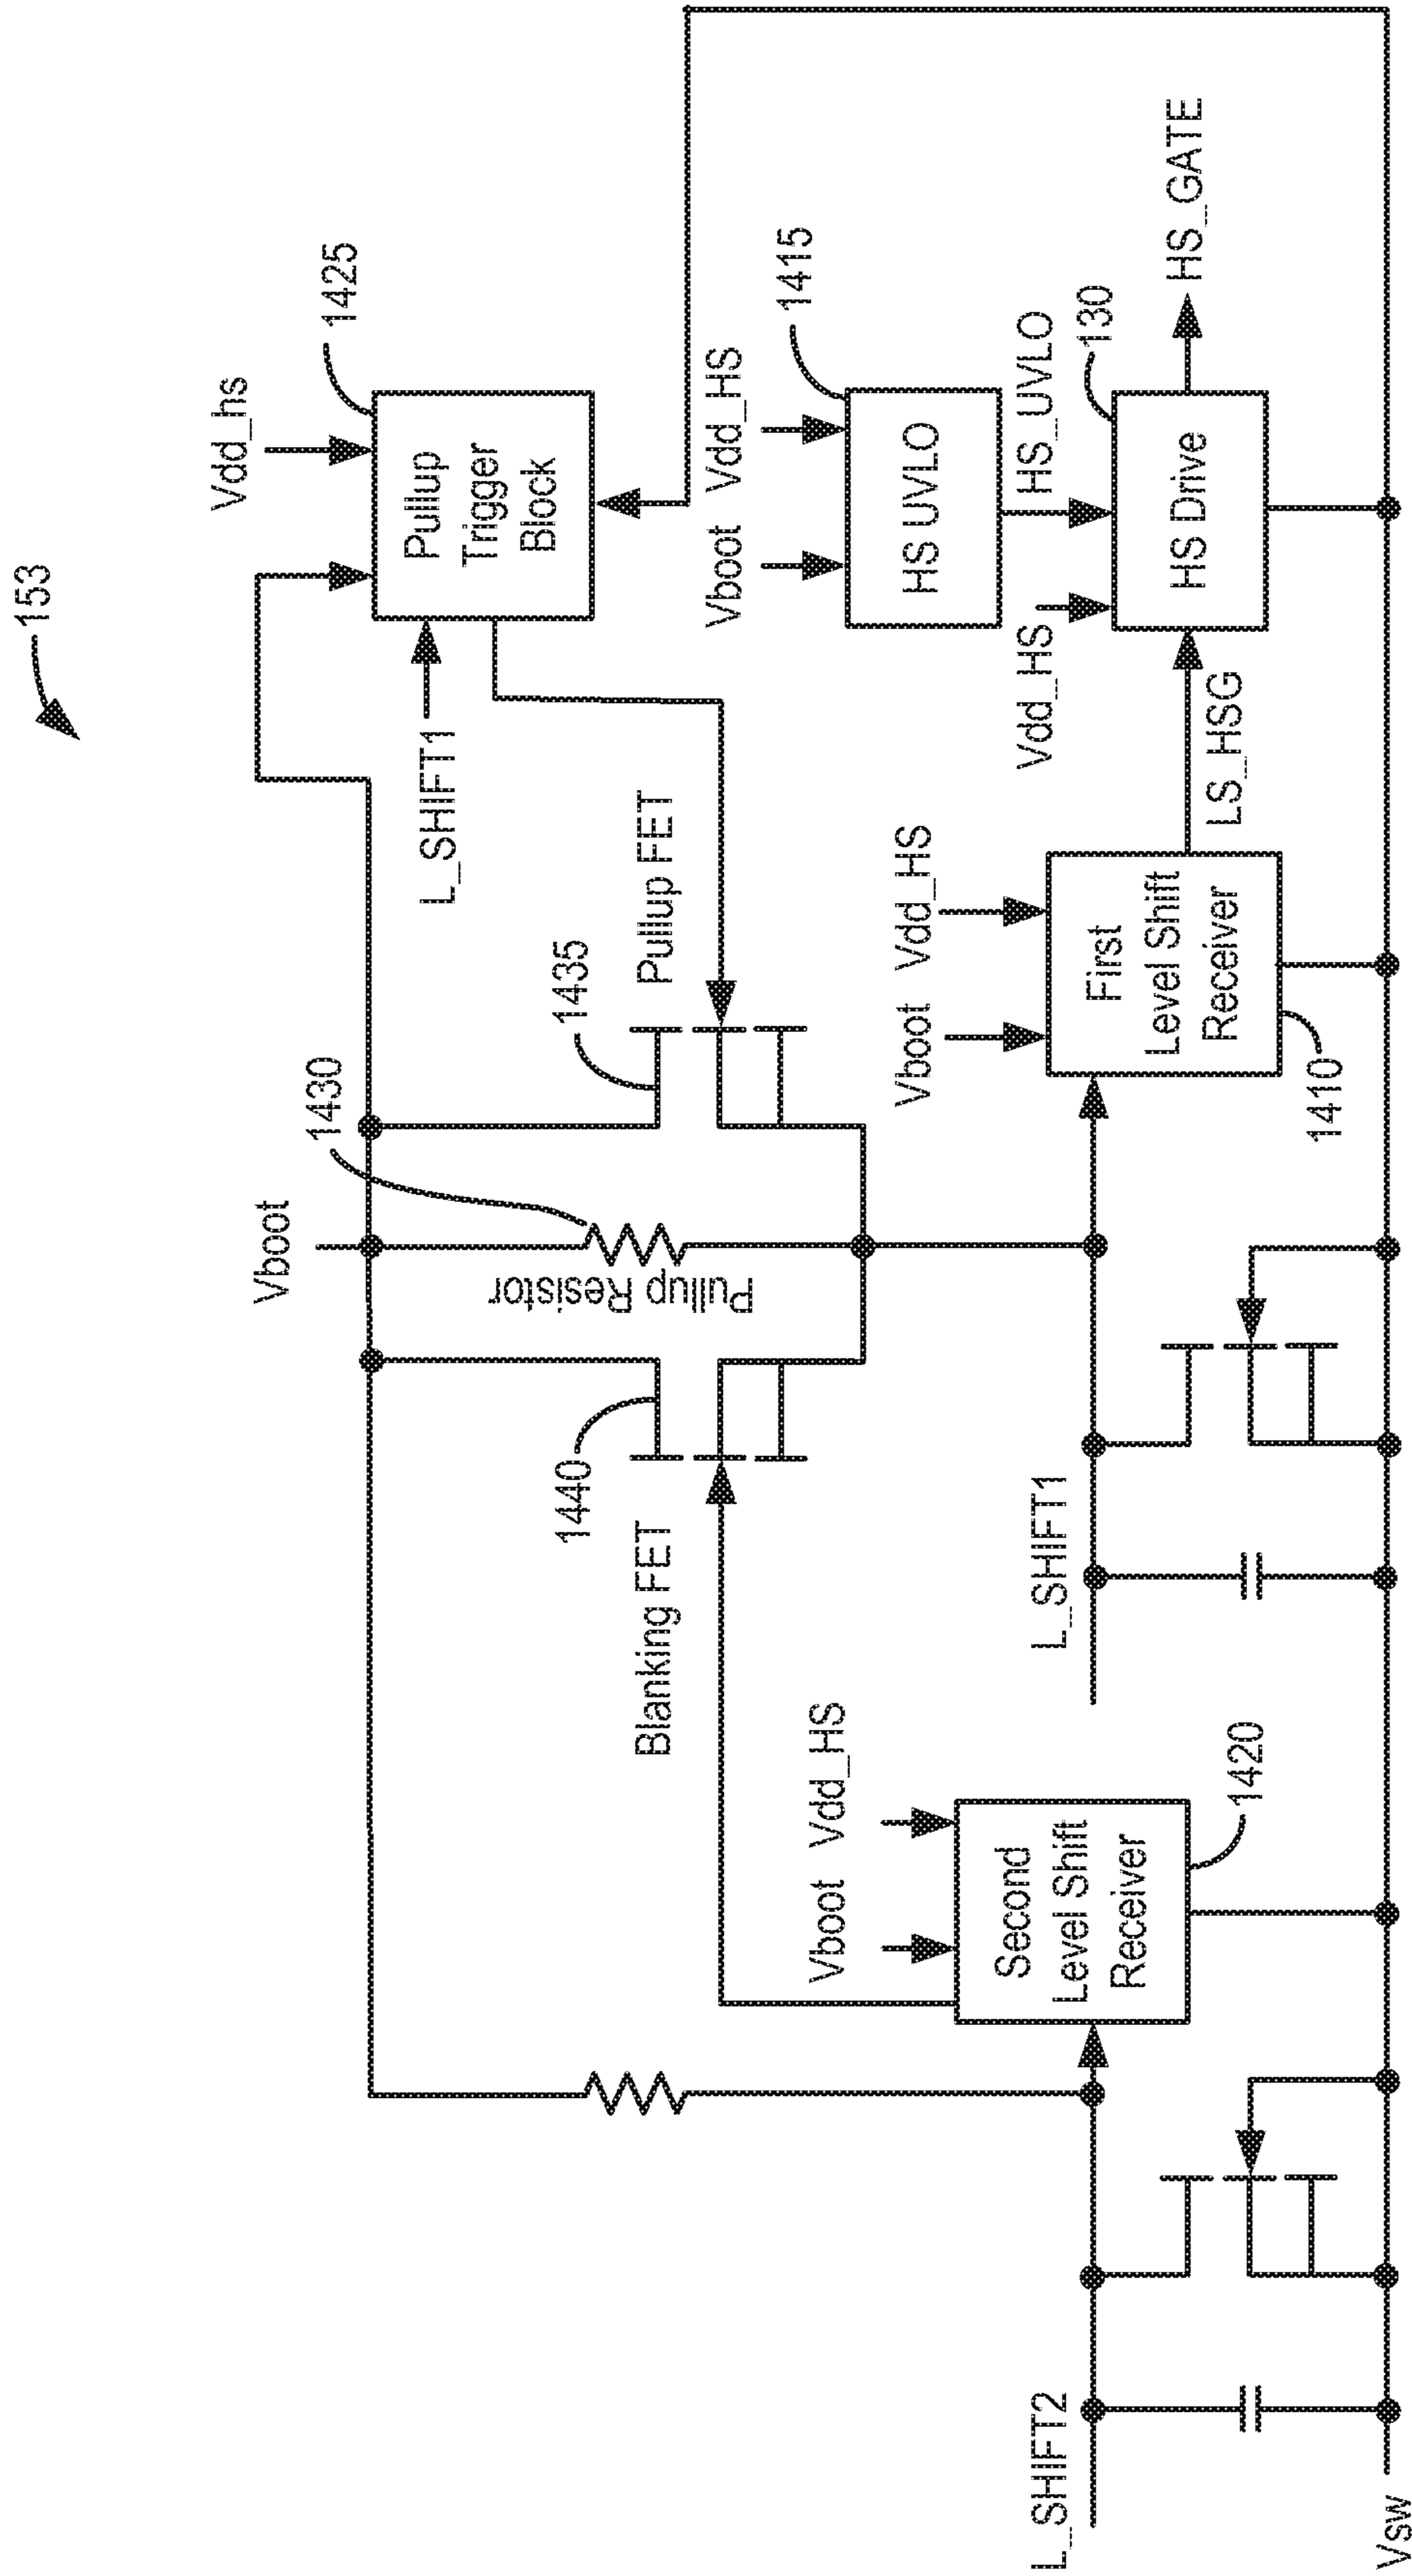 153
Vdd_hs
1425
Pullup
Trigger
Block
L_SHIFT1
Vboot
1430
Pullup Resistor
1435
Pullup FET
1440
Blanking FET
Vboot
Vdd_HS
1415
HS UVLO
HS_UVLO
Vdd_HS
130
HS Drive
HS_GATE
LS_HSG
Vboot
Vdd_HS
First
Level Shift
Receiver
1410
L_SHIFT1
Vboot
Vdd_HS
Second
Level Shift
Receiver
1420
L_SHIFT2
Vsw